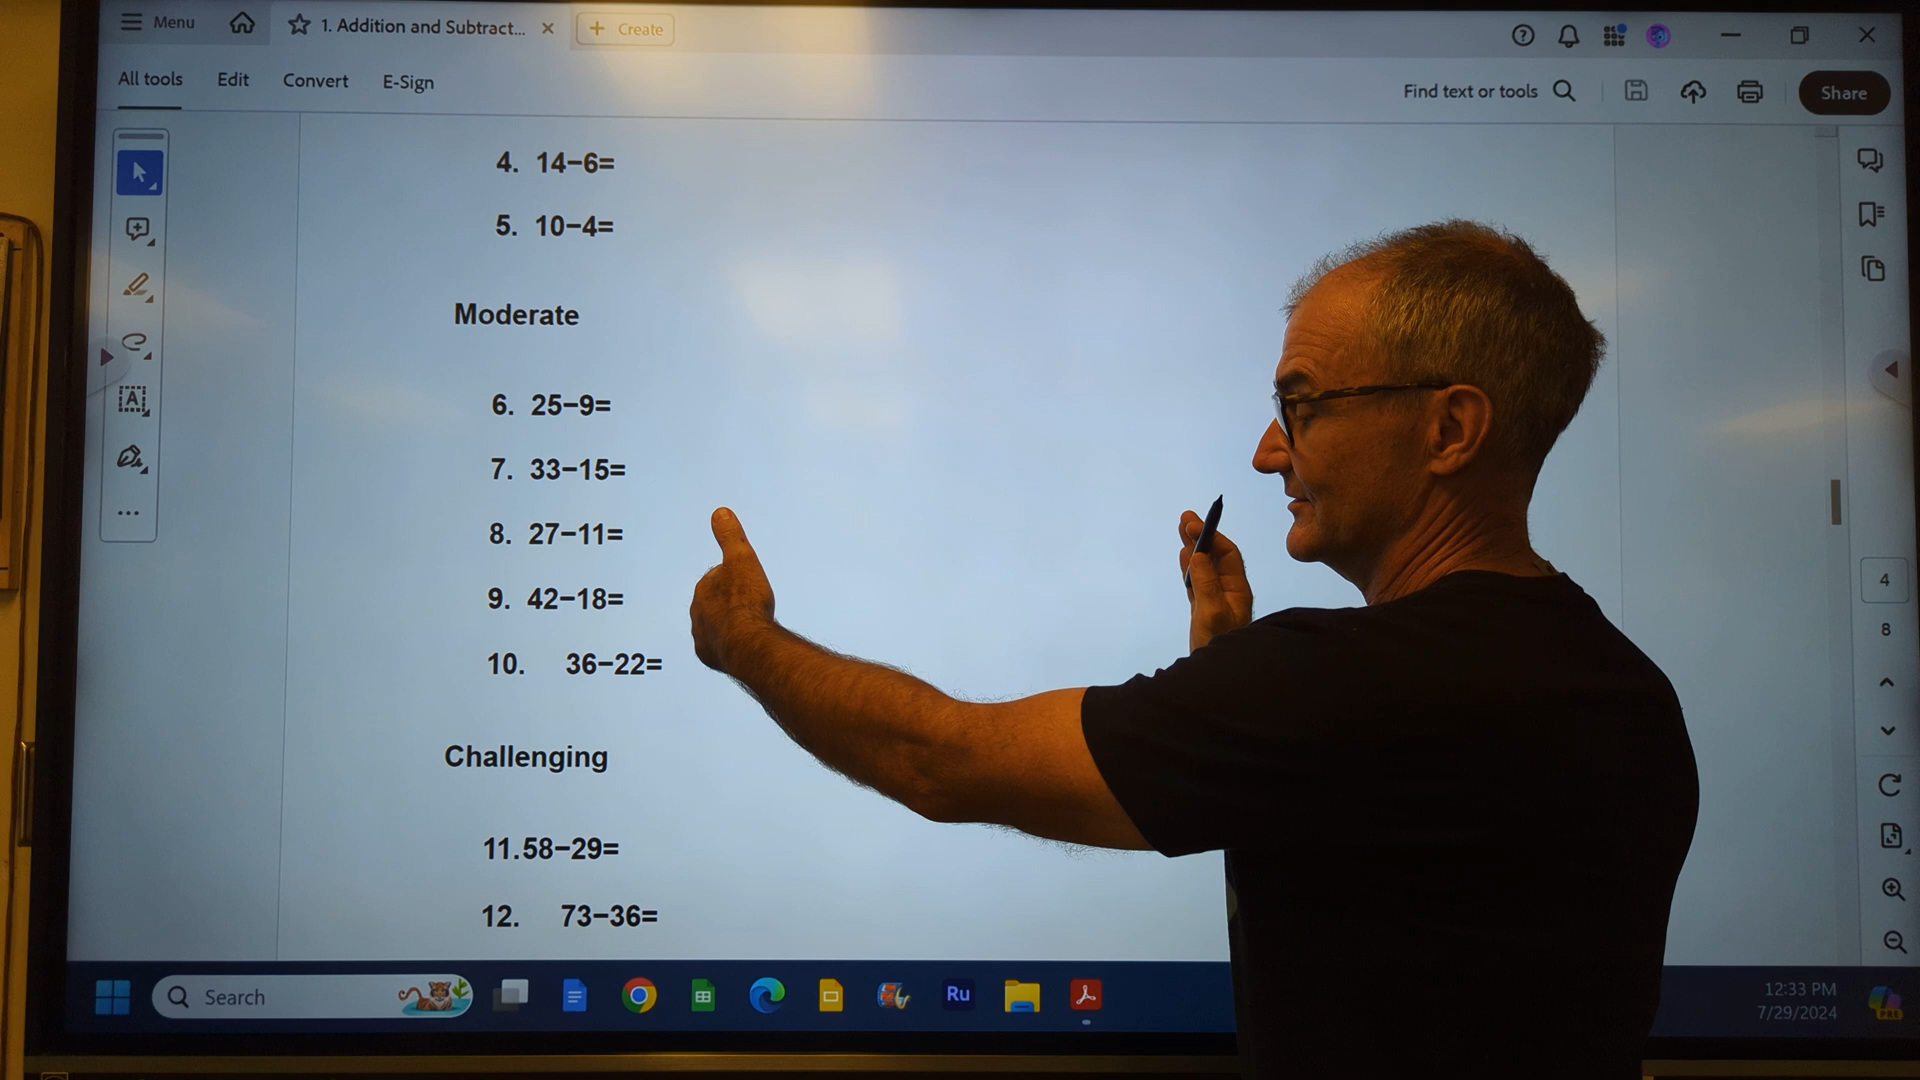 Menu
1. Addition and Subtract...
+ Create
All tools Edit Convert E-Sign
Find text or tools
Share
4. 14−6=
5. 10−4=
Moderate
6. 25−9=
7. 33−15=
8. 27−11=
9. 42−18=
10. 36−22=
Challenging
11.58−29=
12. 73−36=
4
8
Search
Ru
12:33 PM
7/29/2024
PRE